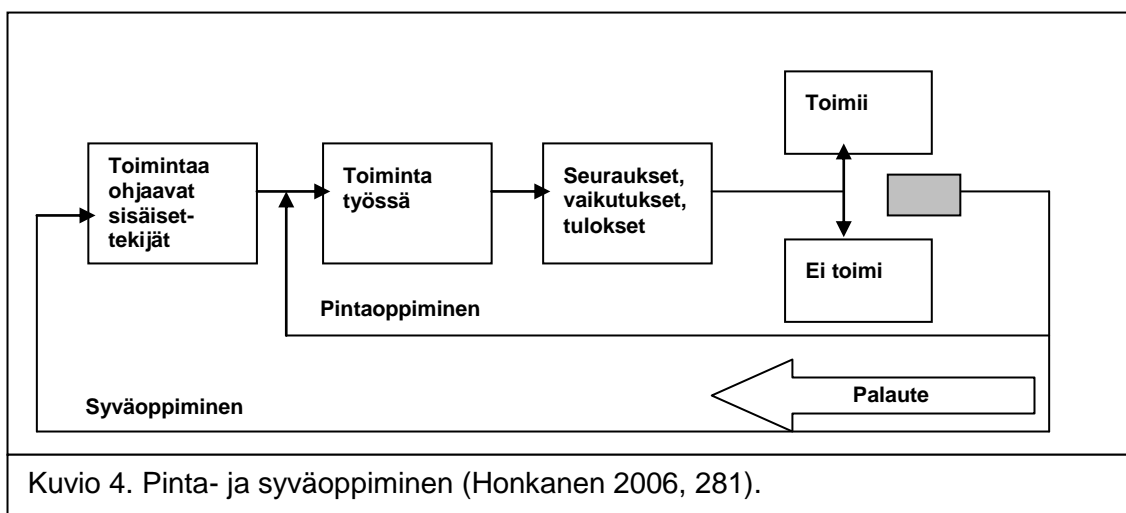 Toimii
Toimintaa
ohjaavat
sisäiset-
tekijät
Toiminta
työssä
Seuraukset,
vaikutukset,
tulokset
Ei toimi
Pintaoppiminen
Palaute
Syväoppiminen
Kuvio 4. Pinta- ja syväoppiminen (Honkanen 2006, 281).